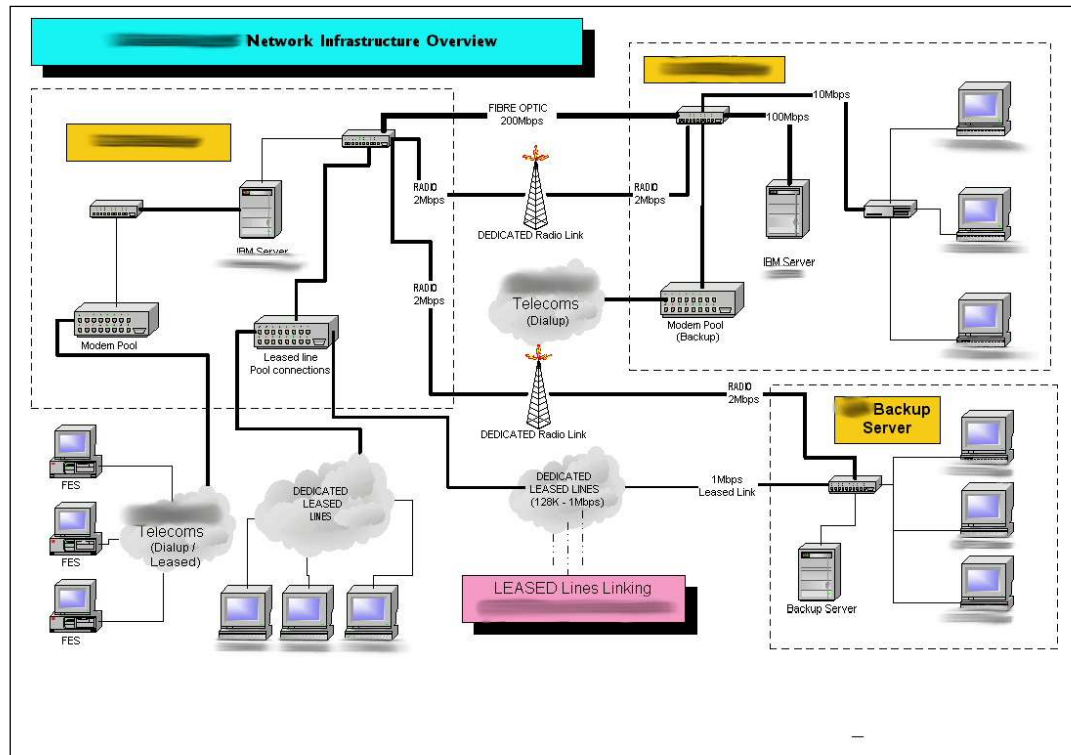 Network Infrastructure Overview
FIBRE OPTIC
200Mbps
10Mbps
100Mbps
RADIO
2Mbps
RADIO
2Mbps
DEDICATED Radio Link
IBM Server
IBM Server
RADIO
2Mbps
Telecoms
(Dialup)
Modem Pool
(Backup)
Modem Pool
Leased line
Pool connections
RADIO
2Mbps
DEDICATED Radio Link
Backup
Server
FES
FES
FES
Telecoms
(Dialup /
Leased)
DEDICATED
LEASED
LINES
DEDICATED
LEASED LINES
(128K - 1Mbps)
1Mbps
Leased Link
LEASED Lines Linking
Backup Server